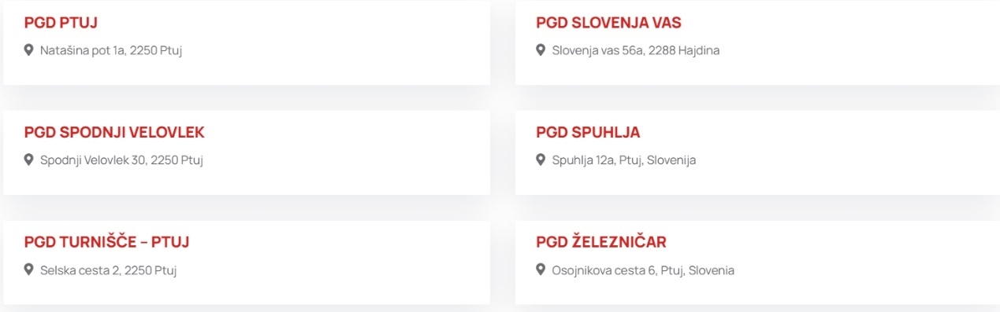 PGD PTUJ
Natašina pot 1a, 2250 Ptuj
PGD SLOVENJA VAS
Slovenja vas 56a, 2288 Hajdina
PGD SPODNJI VELOVLEK
Spodnji Velovlek 30, 2250 Ptuj
PGD SPUHLJA
Spuhlja 12a, Ptuj, Slovenija
PGD TURNIŠČE – PTUJ
Selska cesta 2, 2250 Ptuj
PGD ŽELEZNIČAR
Osojnikova cesta 6, Ptuj, Slovenia